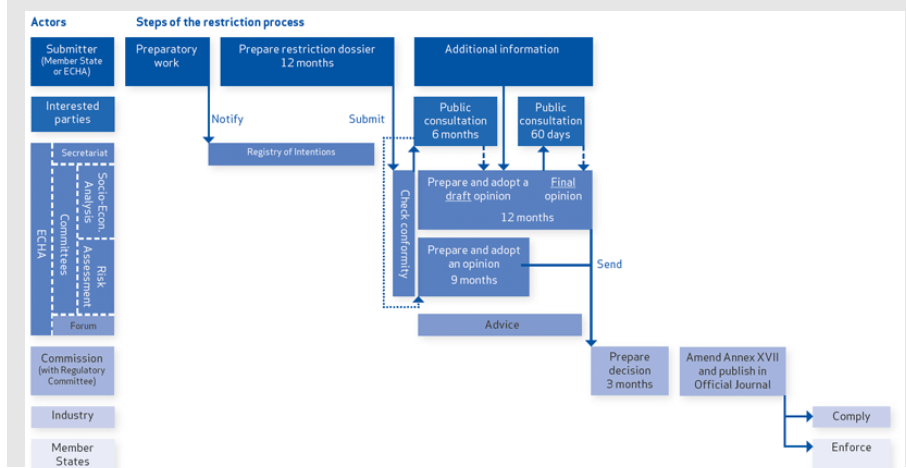 Actors
Steps of the restriction process
Submitter
(Member State
or ECHA)
Preparatory
work
Prepare restriction dossier
12 months
Additional information
Interested
parties
Notify
Submit
Public
consultation
6 months
Public
consultation
60 days
ECHA
Secretariat
Committees
Socio-Econ.
Analysis
Risk
Assessment
Forum
Registry of Intentions
Check conformity
Prepare and adopt a
draft opinion
Final
opinion
12 months
Prepare and adopt
an opinion
9 months
Send
Advice
Commission
(with Regulatory
Committee)
Prepare
decision
3 months
Amend Annex XVII
and publish in
Official Journal
Industry
Comply
Member
States
Enforce